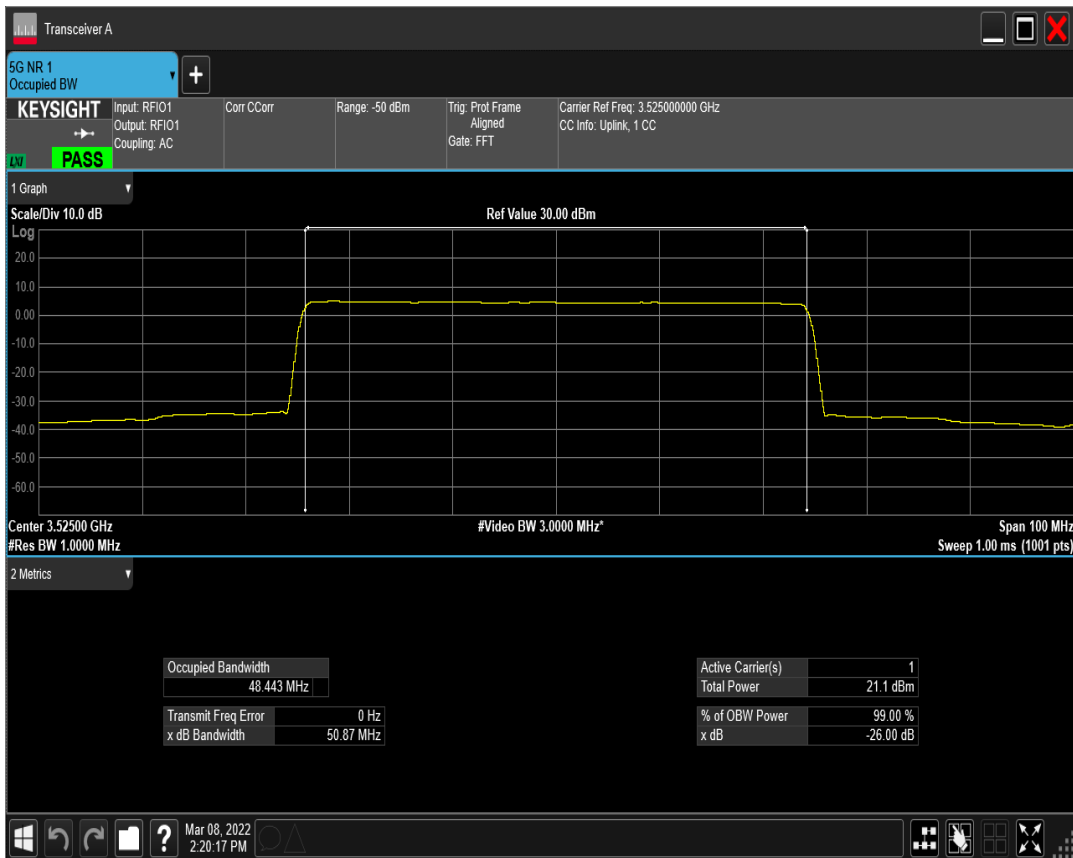 Transceiver A
5G NR 1
Occupied BW
+
KEYSIGHT
LXI
PASS
Input: RFIO1
Output: RFIO1
Coupling: AC
Corr CCorr
Range: -50 dBm
Trig: Prot Frame
Aligned
Gate: FFT
Carrier Ref Freq: 3.525000000 GHz
CC Info: Uplink, 1 CC
1 Graph
Scale/Div 10.0 dB
Ref Value 30.00 dBm
Log
20.0
10.0
0.00
-10.0
-20.0
-30.0
-40.0
-50.0
-60.0
Center 3.52500 GHz
#Video BW 3.0000 MHz*
Span 100 MHz
#Res BW 1.0000 MHz
Sweep 1.00 ms (1001 pts)
2 Metrics
Occupied Bandwidth
48.443 MHz
Transmit Freq Error 0 Hz
x dB Bandwidth 50.87 MHz
Active Carrier(s) 1
Total Power 21.1 dBm
% of OBW Power 99.00 %
x dB -26.00 dB
?
Mar 08, 2022
2:20:17 PM